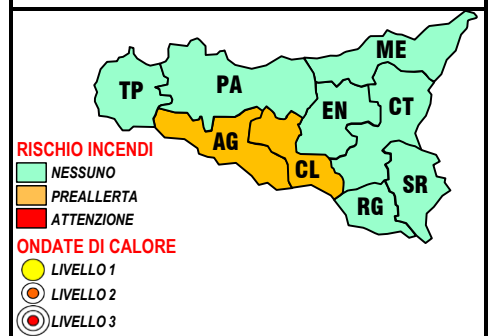 ME
TP
PA
EN
CT
AG
CL
SR
RG
RISCHIO INCENDI
NESSUNO
PREALLERTA
ATTENZIONE
ONDATE DI CALORE
LIVELLO 1
LIVELLO 2
LIVELLO 3